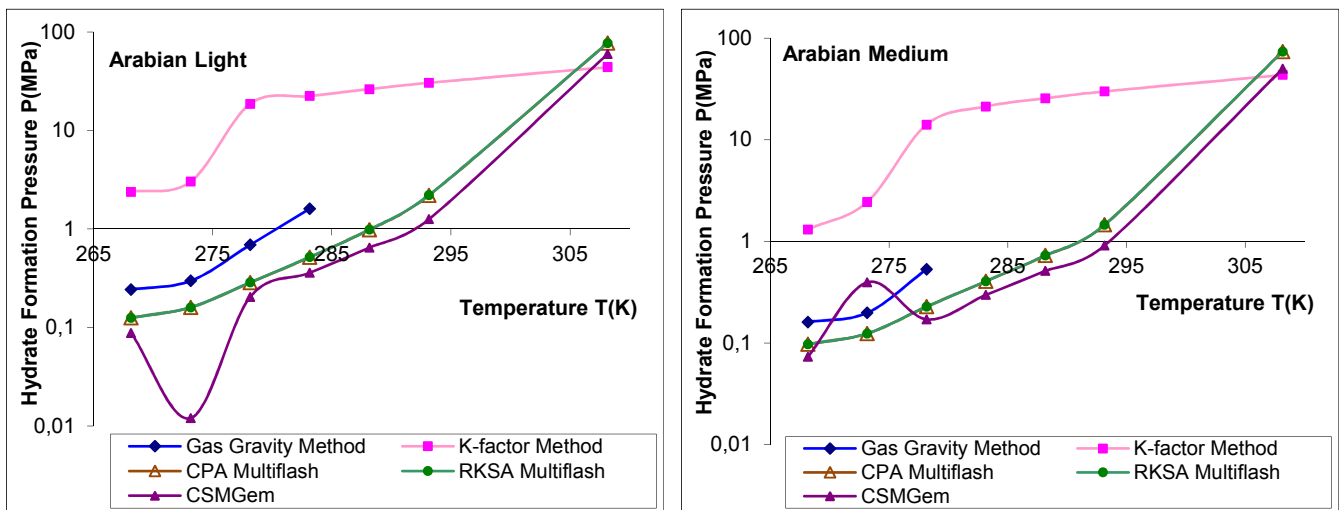 Hydrate Formation Pressure P(MPa)
Arabian Light
100
10
1
0,1
0,01
265
275
285
295
305
Temperature T(K)
Gas Gravity Method
K-factor Method
CPA Multiflash
RKSA Multiflash
CSMGem
Hydrate Formation Pressure P(MPa)
Arabian Medium
100
10
1
0,1
0,01
265
275
285
295
305
Temperature T(K)
Gas Gravity Method
K-factor Method
CPA Multiflash
RKSA Multiflash
CSMGem